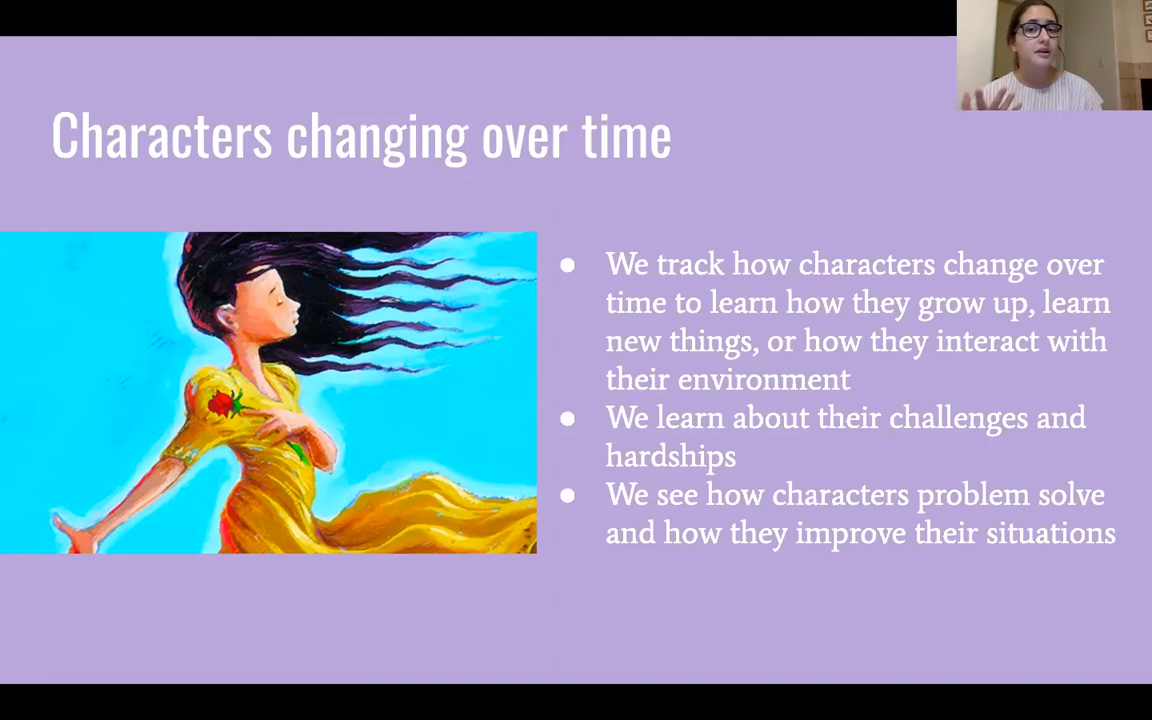 Characters changing over time
● We track how characters change over
time to learn how they grow up, learn
new things, or how they interact with
their environment
● We learn about their challenges and
hardships
● We see how characters problem solve
and how they improve their situations